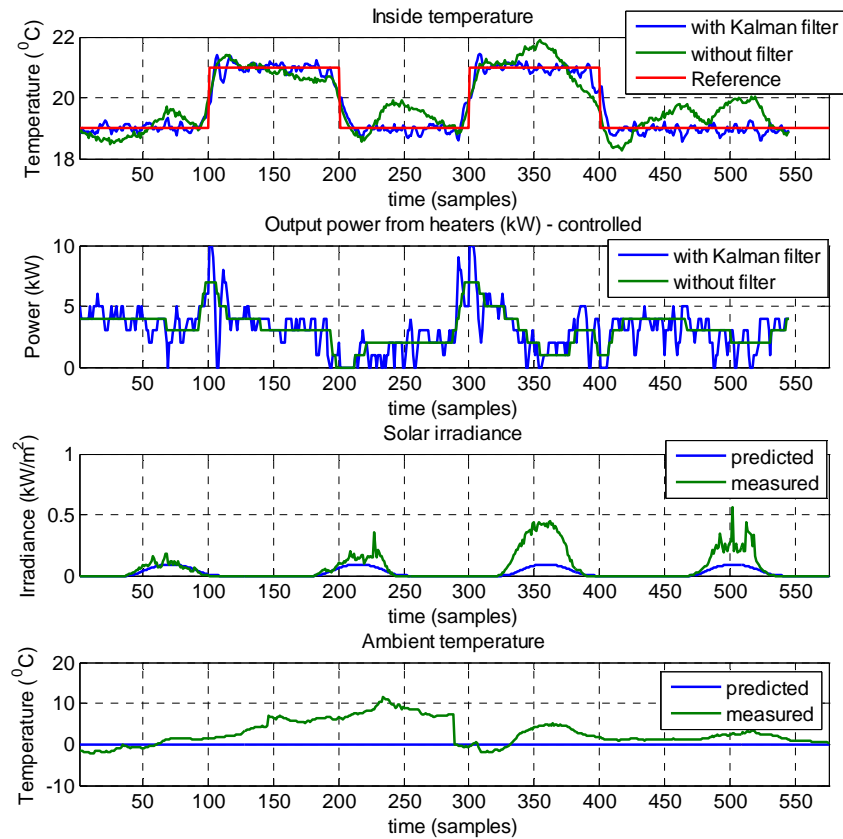 Inside temperature
Temperature (⁰C)
22
20
18
with Kalman filter
without filter
Reference
50 100 150 200 250 300 350 400 450 500 550
time (samples)
Output power from heaters (kW) - controlled
Power (kW)
10
5
0
with Kalman filter
without filter
50 100 150 200 250 300 350 400 450 500 550
time (samples)
Solar irradiance
Irradiance (kW/m²)
1
0.5
0
predicted
measured
50 100 150 200 250 300 350 400 450 500 550
time (samples)
Ambient temperature
Temperature (⁰C)
20
10
0
-10
predicted
measured
50 100 150 200 250 300 350 400 450 500 550
time (samples)